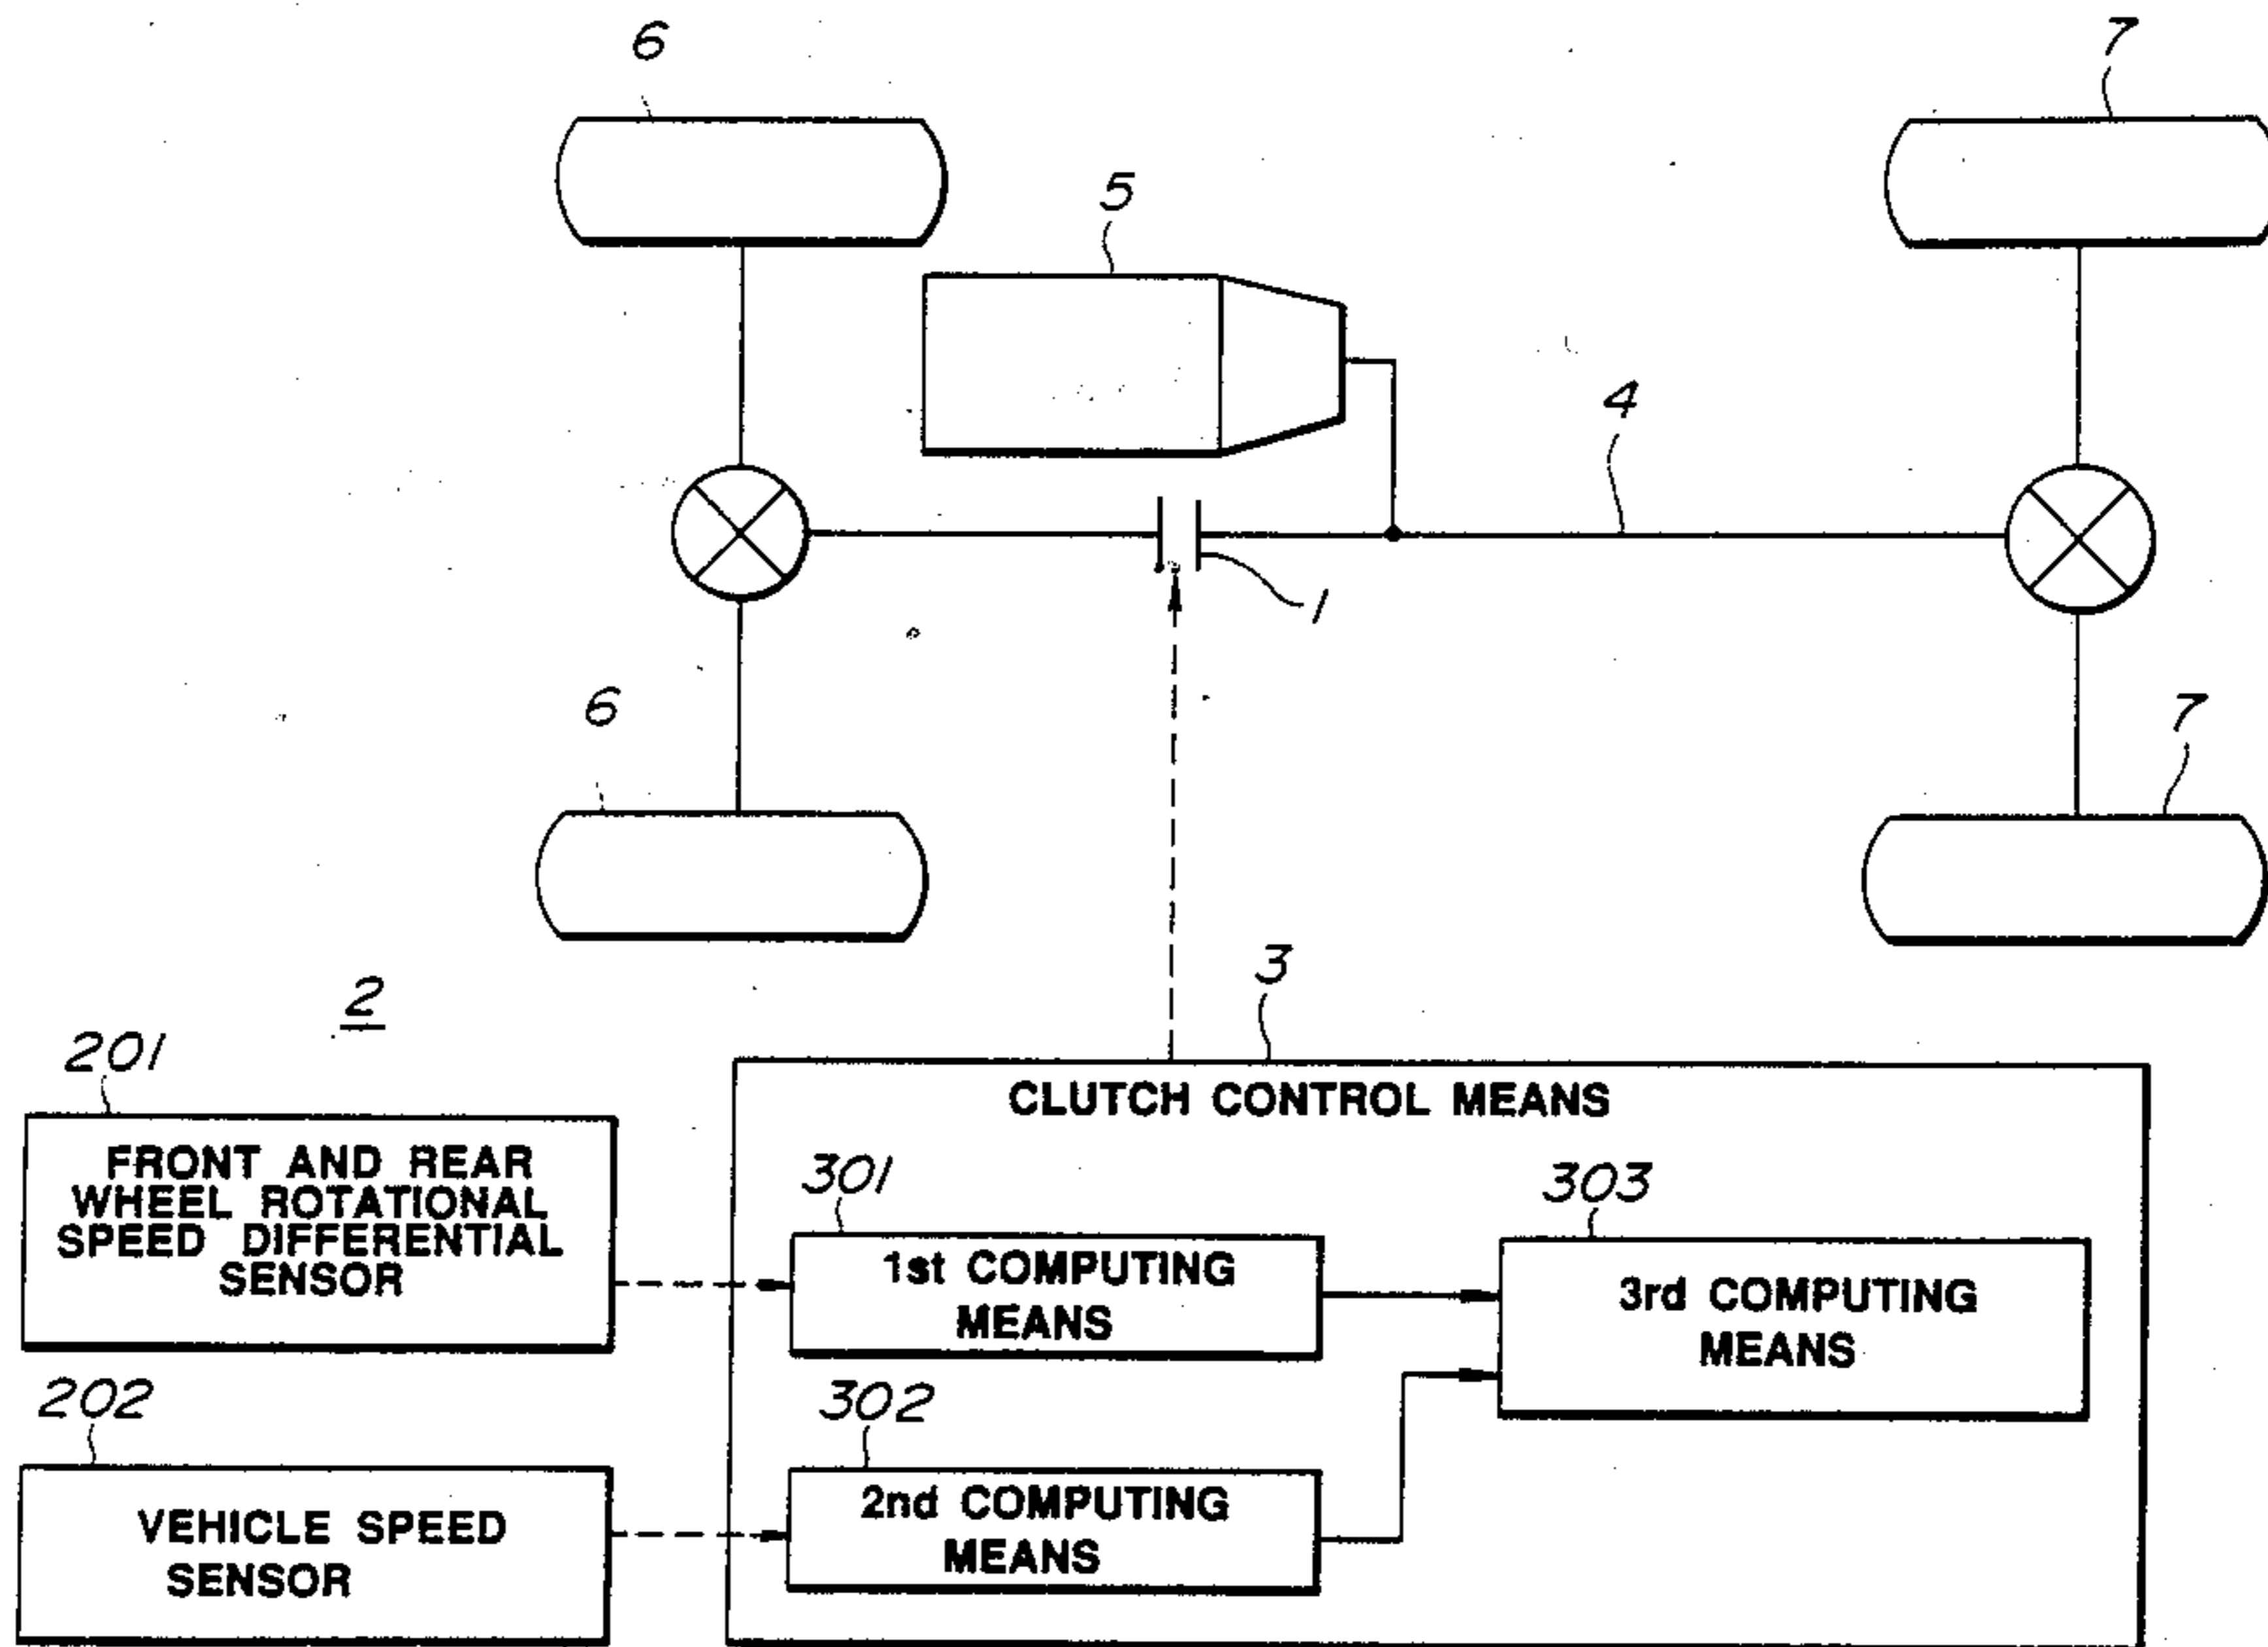 6
7
5
4
1
6
7
2
3
201
CLUTCH CONTROL MEANS
FRONT AND REAR
WHEEL ROTATIONAL
SPEED DIFFERENTIAL
SENSOR
301
303
1st COMPUTING
MEANS
3rd COMPUTING
MEANS
202
302
VEHICLE SPEED
SENSOR
2nd COMPUTING
MEANS